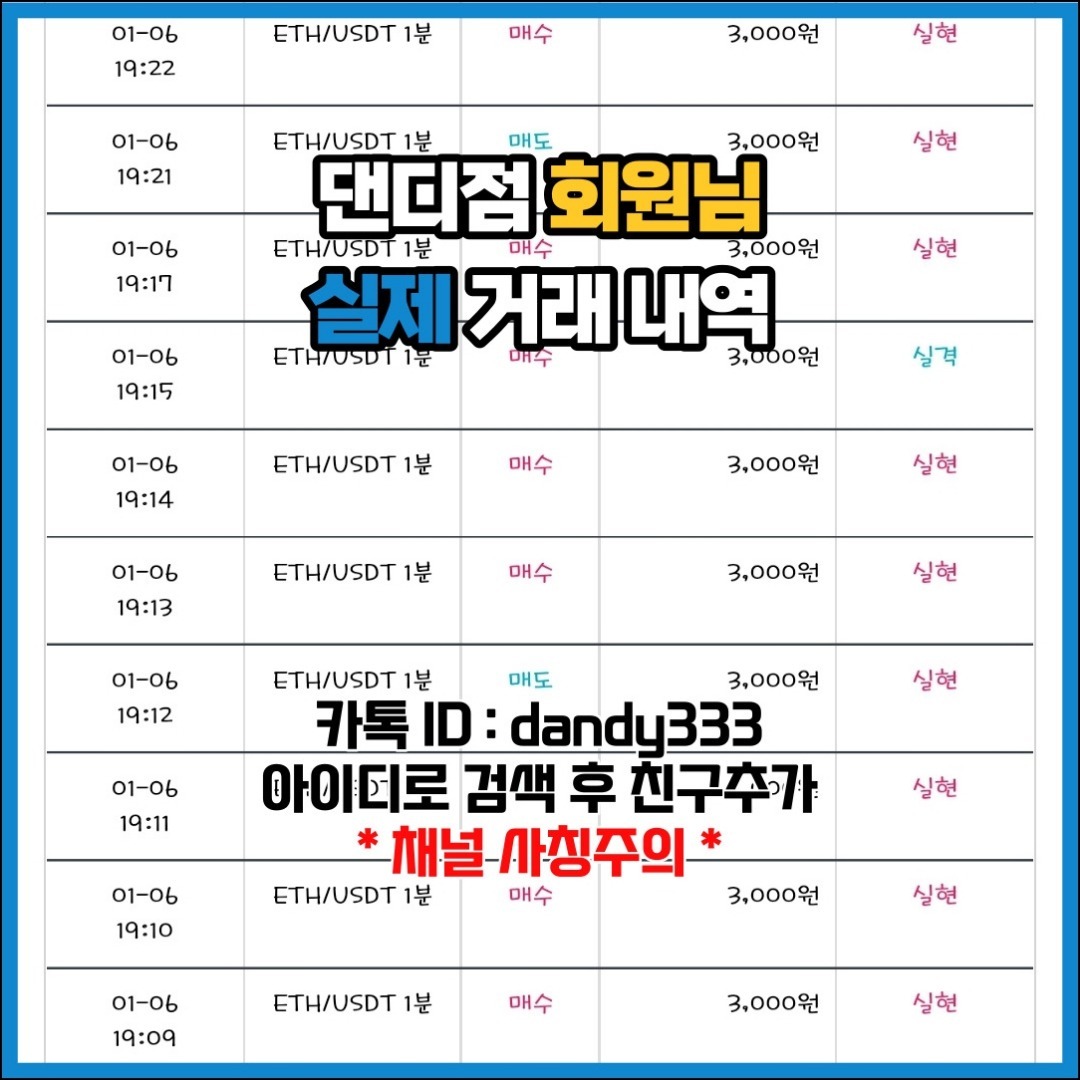 01-06 ETH/USDT 1분 매수 3,000원 실현
19:22
01-06 ETH/USDT 1분 매도 3,000원 실현
19:21
댄디점 회원님
01-06 ETH/USDT 1분 매수 3,000원 실현
19:17
실제 거래 내역
01-06 ETH/USDT 1분 매수 3,000원 실격
19:15
01-06 ETH/USDT 1분 매수 3,000원 실현
19:14
01-06 ETH/USDT 1분 매수 3,000원 실현
19:13
01-06 ETH/USDT 1분 매도 3,000원 실현
19:12
카톡 ID : dandy333
01-06 실현
19:11
아이디로 검색 후 친구추가
* 채널 사칭주의 *
01-06 ETH/USDT 1분 매수 3,000원 실현
19:10
01-06 ETH/USDT 1분 매수 3,000원 실현
19:09